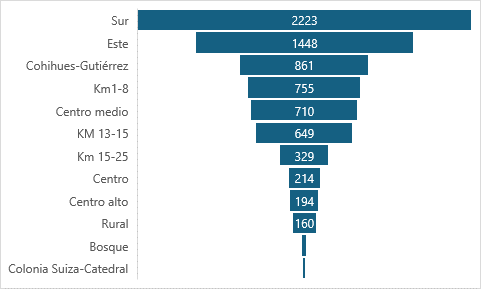 Sur 2223
Este 1448
Cohihues-Gutiérrez 861
Km1-8 755
Centro medio 710
KM 13-15 649
Km 15-25 329
Centro 214
Centro alto 194
Rural 160
Bosque
Colonia Suiza-Catedral